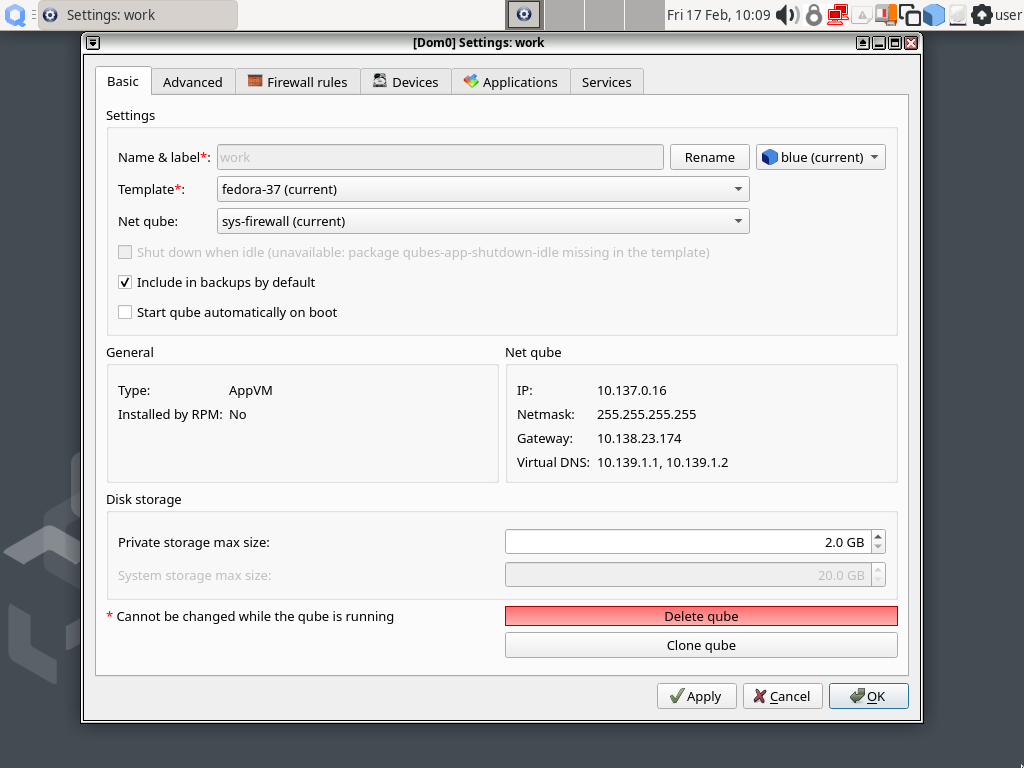 Settings: work
Fri 17 Feb, 10:09
user
[Dom0] Settings: work
Basic
Advanced
Firewall rules
Devices
Applications
Services
Settings
Name & label*:
work
Rename
blue (current)
Template*:
fedora-37 (current)
Net qube:
sys-firewall (current)
Shut down when idle (unavailable: package qubes-app-shutdown-idle missing in the template)
Include in backups by default
Start qube automatically on boot
General
Type: AppVM
Installed by RPM: No
Net qube
IP: 10.137.0.16
Netmask: 255.255.255.255
Gateway: 10.138.23.174
Virtual DNS: 10.139.1.1, 10.139.1.2
Disk storage
Private storage max size: 2.0 GB
System storage max size: 20.0 GB
* Cannot be changed while the qube is running
Delete qube
Clone qube
Apply
Cancel
OK